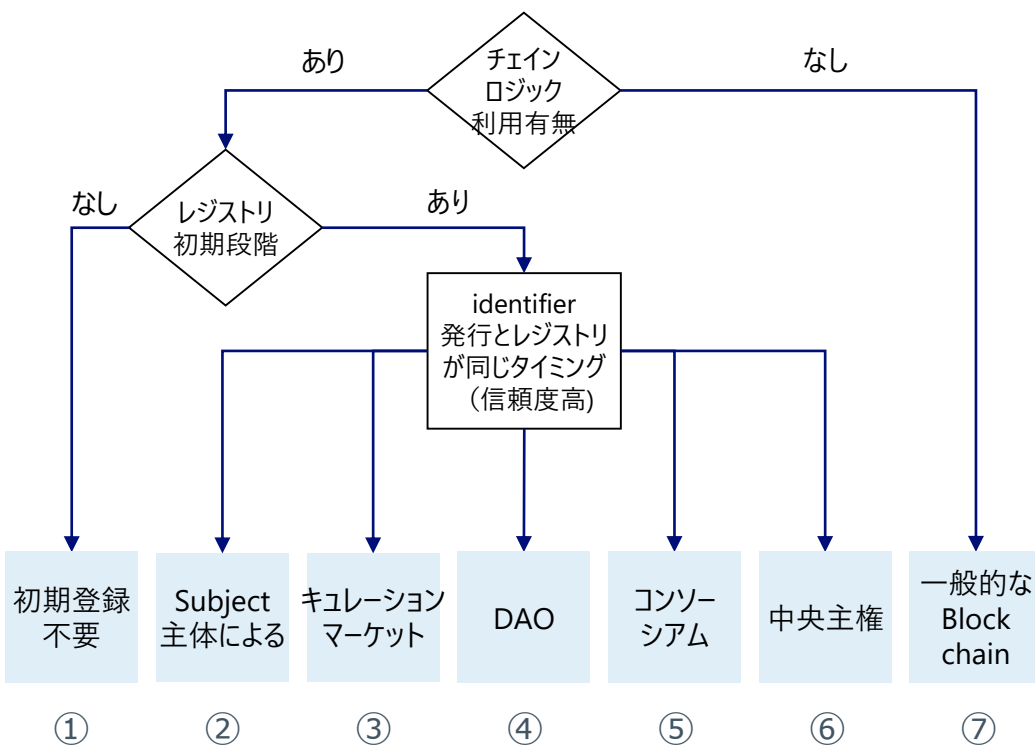 あり
チェイン
ロジック
利用有無
なし
なし
レジストリ
初期段階
あり
identifier
発行とレジストリ
が同じタイミング
（信頼度高)
初期登録
不要
Subject
主体による
キュレーション
マーケット
DAO
コンソー
シアム
中央主権
一般的な
Block
chain
① ② ③ ④ ⑤ ⑥ ⑦